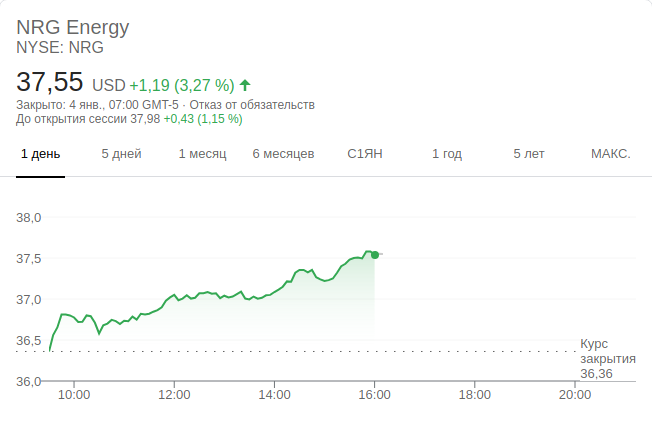 NRG Energy
NYSE: NRG
37,55 USD +1,19 (3,27 %)
Закрыто: 4 янв., 07:00 GMT-5 · Отказ от обязательств
До открытия сессии 37,98 +0,43 (1,15 %)
1 день 5 дней 1 месяц 6 месяцев С1ЯН 1 год 5 лет МАКС.
38,0
37,5
37,0
36,5
Курс
закрытия
36,36
36,0
10:00 12:00 14:00 16:00 18:00 20:00